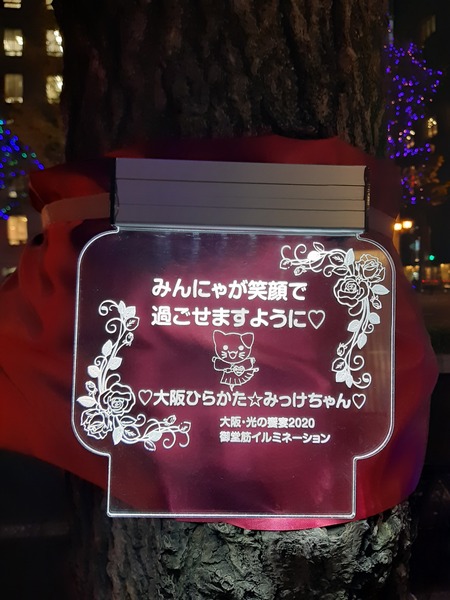 みんにゃが笑顔で
過ごせますように♡
♡大阪ひらかた☆みっけちゃん♡
大阪・光の饗宴2020
御堂筋イルミネーション